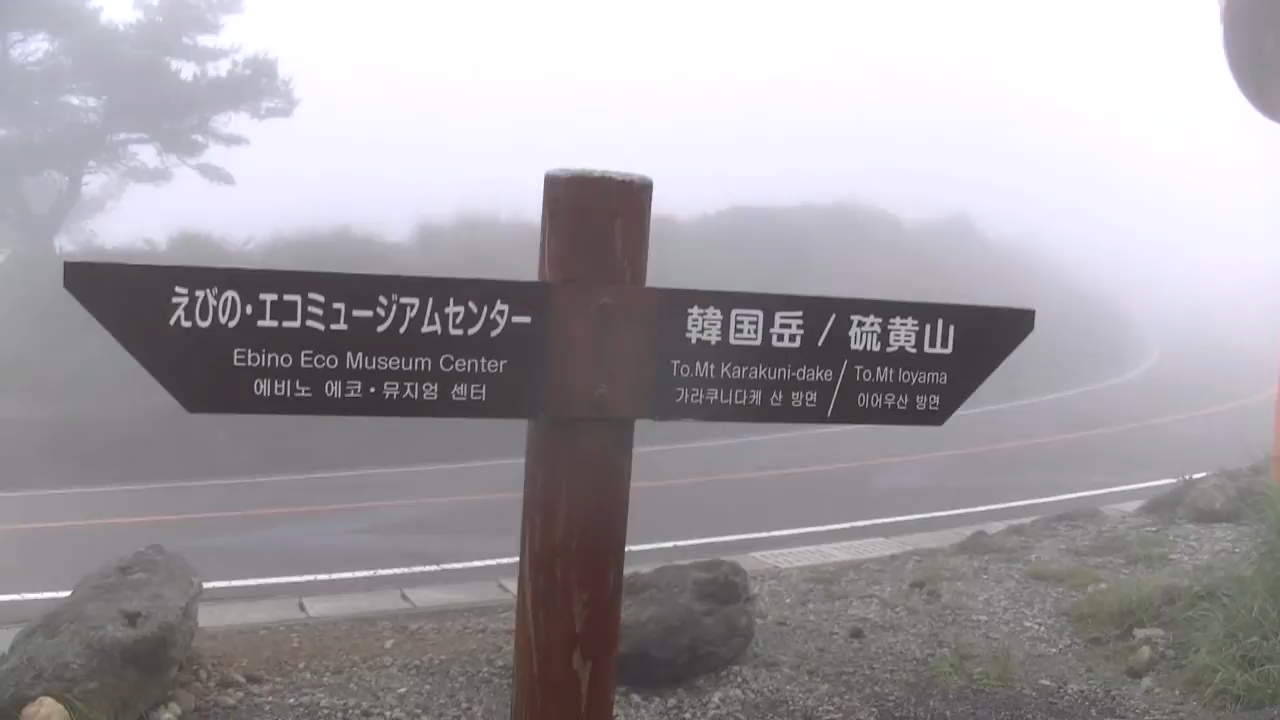 えびの・エコミュージアムセンター
Ebino Eco Museum Center
에비노 에코・뮤지엄 센터
韓国岳 / 硫黄山
To.Mt Karakuni-dake / To.Mt Ioyama
가라쿠니다케 산 방면 / 이어우산 방면